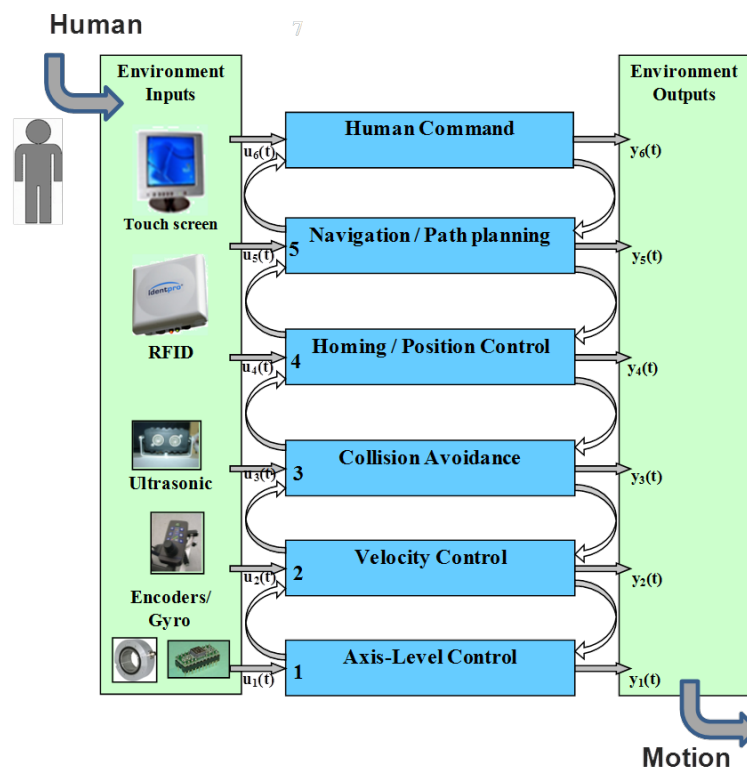 Human
7
Environment
Inputs
Environment
Outputs
Human Command
u6(t)
y6(t)
Touch screen
5
Navigation / Path planning
u5(t)
y5(t)
Identpro
RFID
4
Homing / Position Control
u4(t)
y4(t)
Ultrasonic
3
Collision Avoidance
u3(t)
y3(t)
2
Velocity Control
u2(t)
y2(t)
Encoders/
Gyro
1
Axis-Level Control
u1(t)
y1(t)
Motion